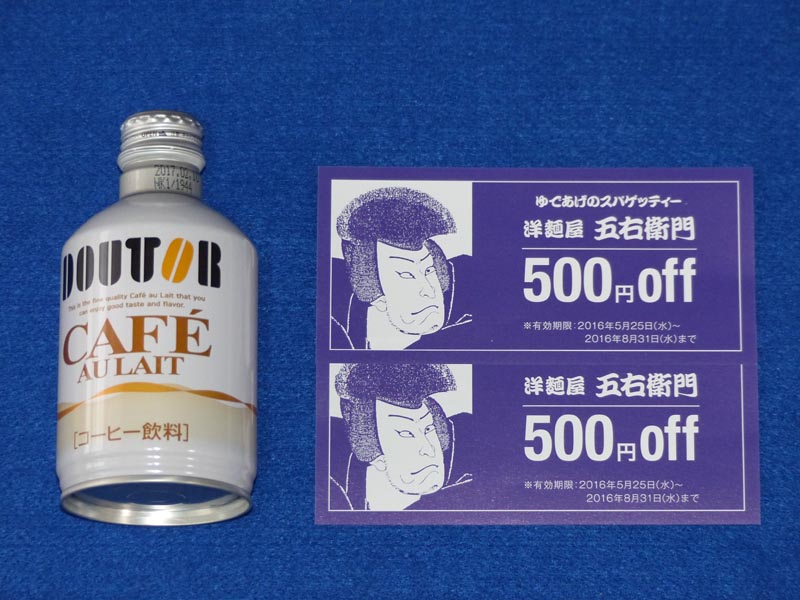 OPEN
2017.02
HK1/1944
DOUTOR
This is the fine quality Café au Lait that you
can enjoy good taste and flavor.
CAFÉ
AU LAIT
[コーヒー飲料]
ゆであげのスパゲッティー
洋麺屋 五右衛門
500円off
※有効期限:2016年5月25日(水)~
2016年8月31日(水)まで
洋麺屋 五右衛門
500円off
※有効期限:2016年5月25日(水)~
2016年8月31日(水)まで